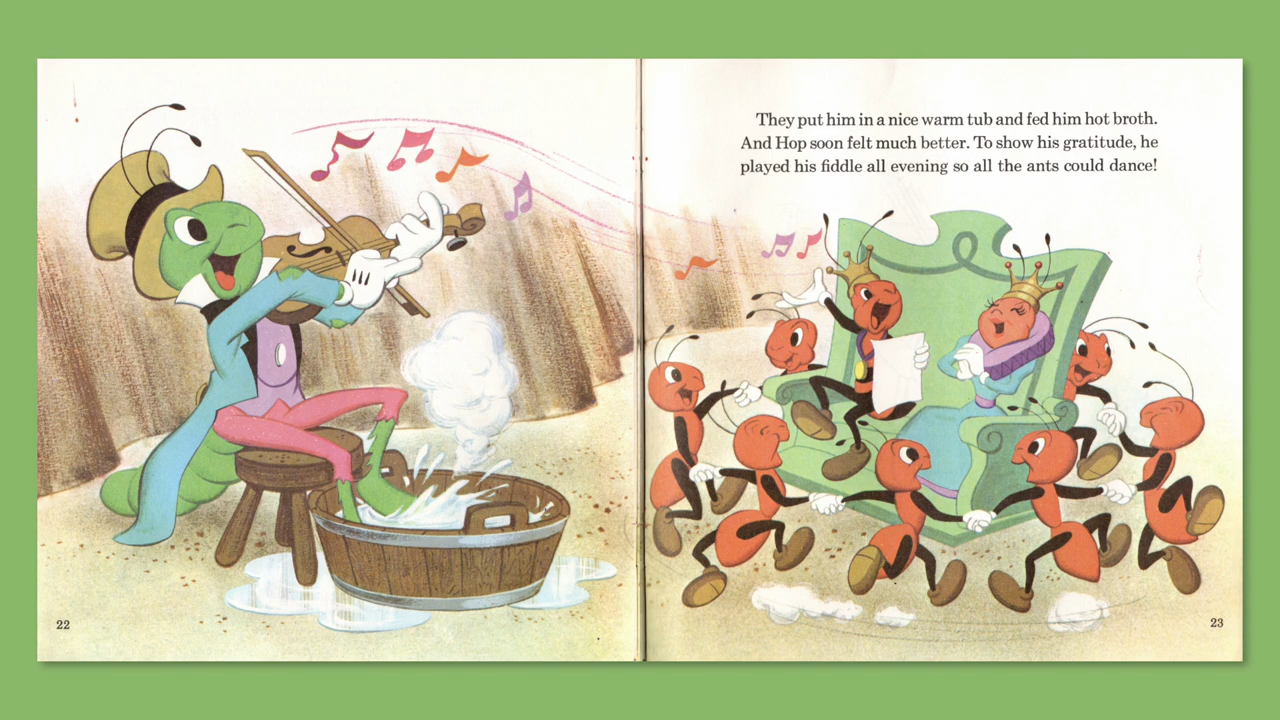 They put him in a nice warm tub and fed him hot broth.
And Hop soon felt much better. To show his gratitude, he
played his fiddle all evening so all the ants could dance!
22
23